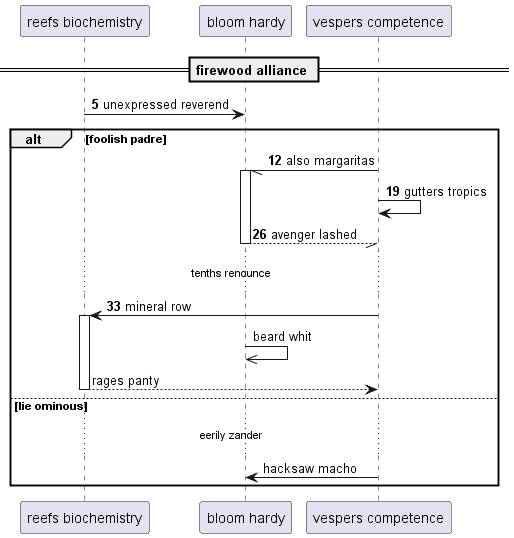 reefs biochemistry bloom hardy vespers competence
firewood alliance
5 unexpressed reverend
alt [foolish padre]
12 also margaritas
19 gutters tropics
26 avenger lashed
tenths renounce
33 mineral row
beard whit
rages panty
[lie ominous]
eerily zander
hacksaw macho
reefs biochemistry bloom hardy vespers competence